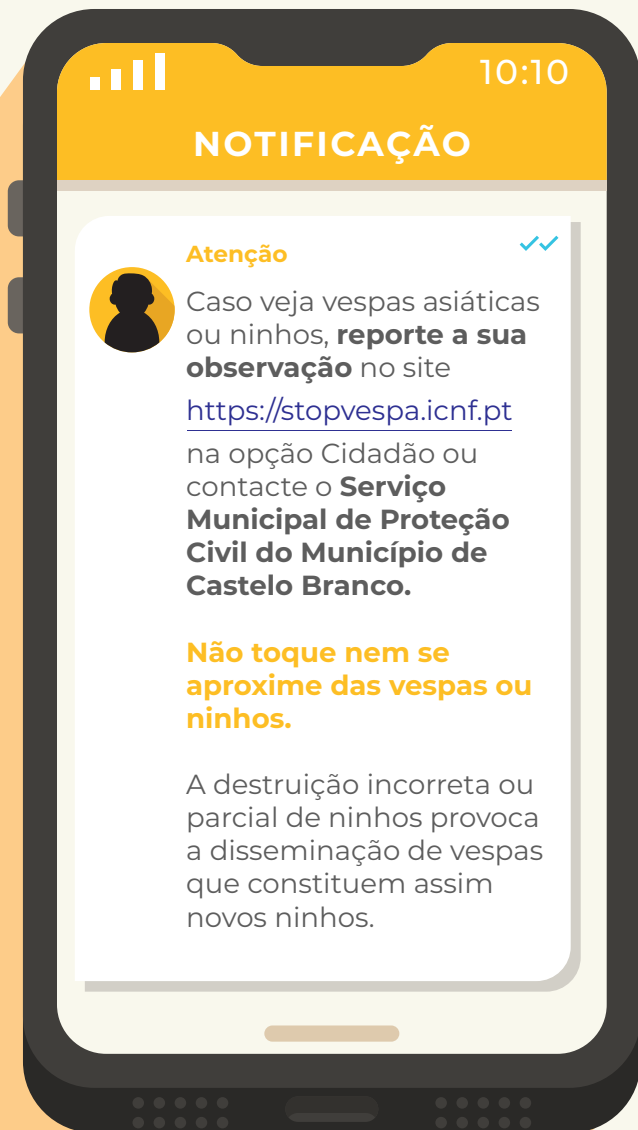 10:10
NOTIFICAÇÃO
Atenção
Caso veja vespas asiáticas
ou ninhos, reporte a sua
observação no site
https://stopvespa.icnf.pt
na opção Cidadão ou
contacte o Serviço
Municipal de Proteção
Civil do Município de
Castelo Branco.
Não toque nem se
aproxime das vespas ou
ninhos.
A destruição incorreta ou
parcial de ninhos provoca
a disseminação de vespas
que constituem assim
novos ninhos.